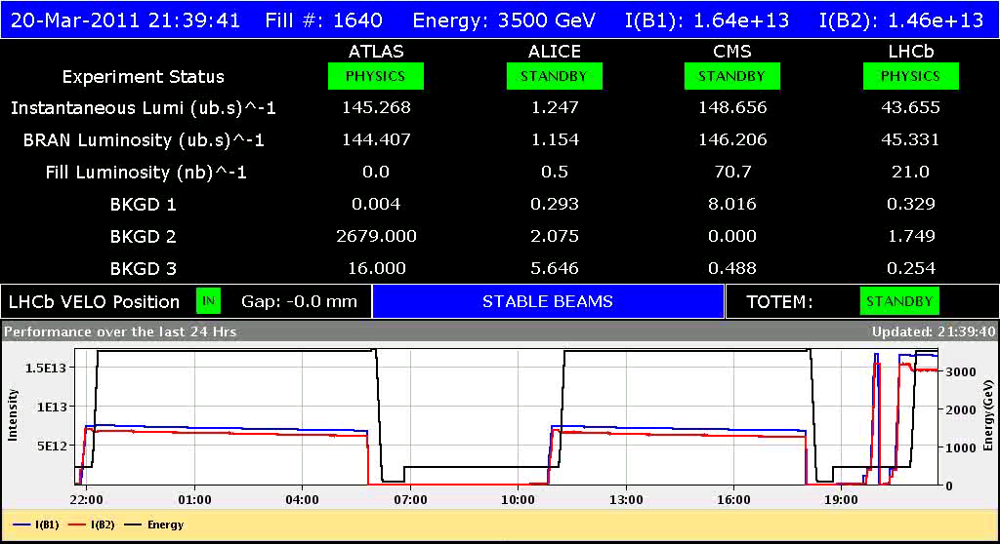 20-Mar-2011 21:39:41 Fill #: 1640 Energy: 3500 GeV I(B1): 1.64e+13 I(B2): 1.46e+13
ATLAS ALICE CMS LHCb
Experiment Status PHYSICS STANDBY STANDBY PHYSICS
Instantaneous Lumi (ub.s)^-1 145.268 1.247 148.656 43.655
BRAN Luminosity (ub.s)^-1 144.407 1.154 146.206 45.331
Fill Luminosity (nb)^-1 0.0 0.5 70.7 21.0
BKGD 1 0.004 0.293 8.016 0.329
BKGD 2 2679.000 2.075 0.000 1.749
BKGD 3 16.000 5.646 0.488 0.254
LHCb VELO Position IN Gap: -0.0 mm STABLE BEAMS TOTEM: STANDBY
Performance over the last 24 Hrs Updated: 21:39:40
Intensity
1.5E13
1E13
5E12
3000
2000
1000
0
Energy(GeV)
22:00 01:00 04:00 07:00 10:00 13:00 16:00 19:00
I(B1) I(B2) Energy